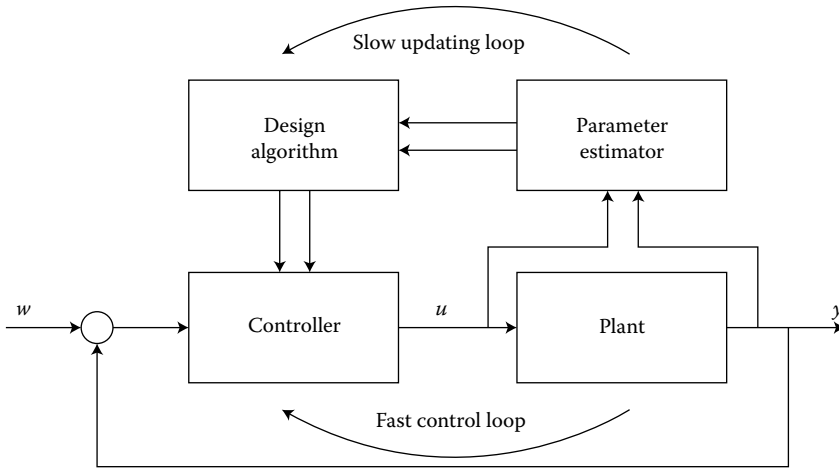 Slow updating loop
Design
algorithm
Parameter
estimator
w
Controller
u
Plant
y
Fast control loop